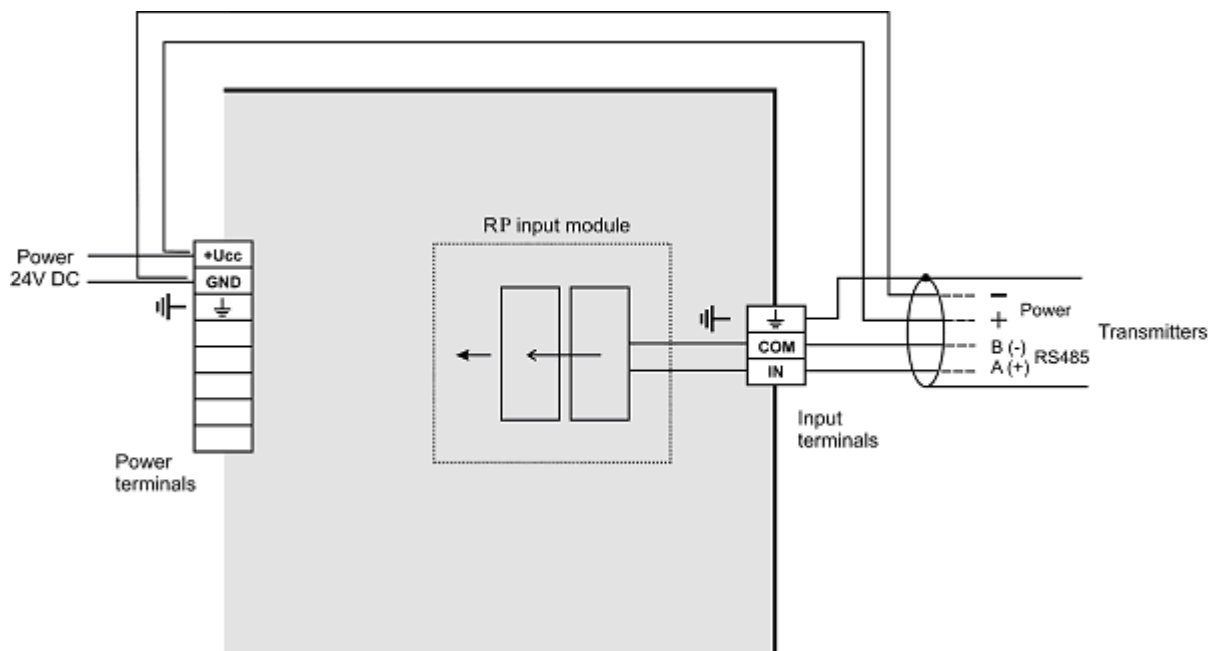 RP input module
Power
24V DC
+Ucc
GND
Power
terminals
COM
IN
Input
terminals
−
+
Power
B (-)
A (+)
RS485
Transmitters